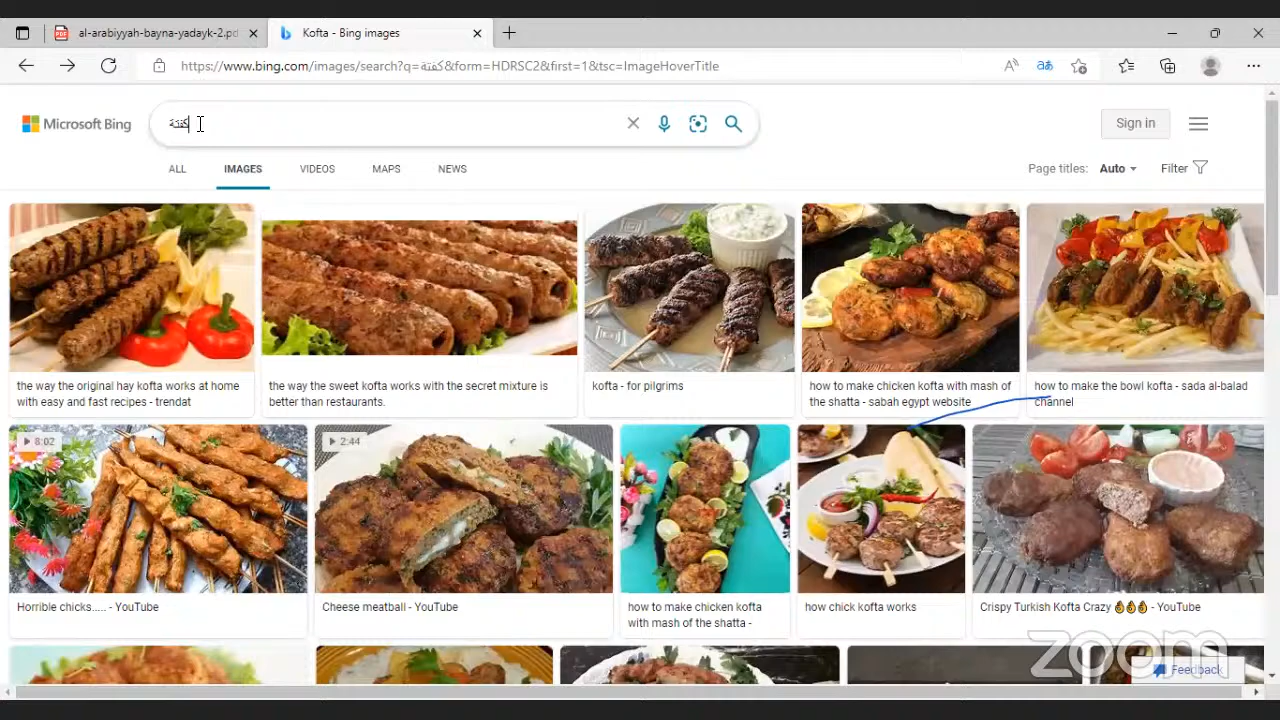 al-arabiyyah-bayna-yadayk-2.pd
Kofta - Bing images
https://www.bing.com/images/search?q=كفتة&form=HDRSC2&first=1&tsc=ImageHoverTitle
Microsoft Bing
كفتة
Sign in
ALL
IMAGES
VIDEOS
MAPS
NEWS
Page titles: Auto
Filter
the way the original hay kofta works at home
with easy and fast recipes - trendat
the way the sweet kofta works with the secret mixture is
better than restaurants.
kofta - for pilgrims
how to make chicken kofta with mash of
the shatta - sabah egypt website
how to make the bowl kofta - sada al-balad
channel
8:02
Horrible chicks..... - YouTube
2:44
Cheese meatball - YouTube
how to make chicken kofta
with mash of the shatta -
how chick kofta works
Crispy Turkish Kofta Crazy 👌👌👌 - YouTube
zoom
Feedback